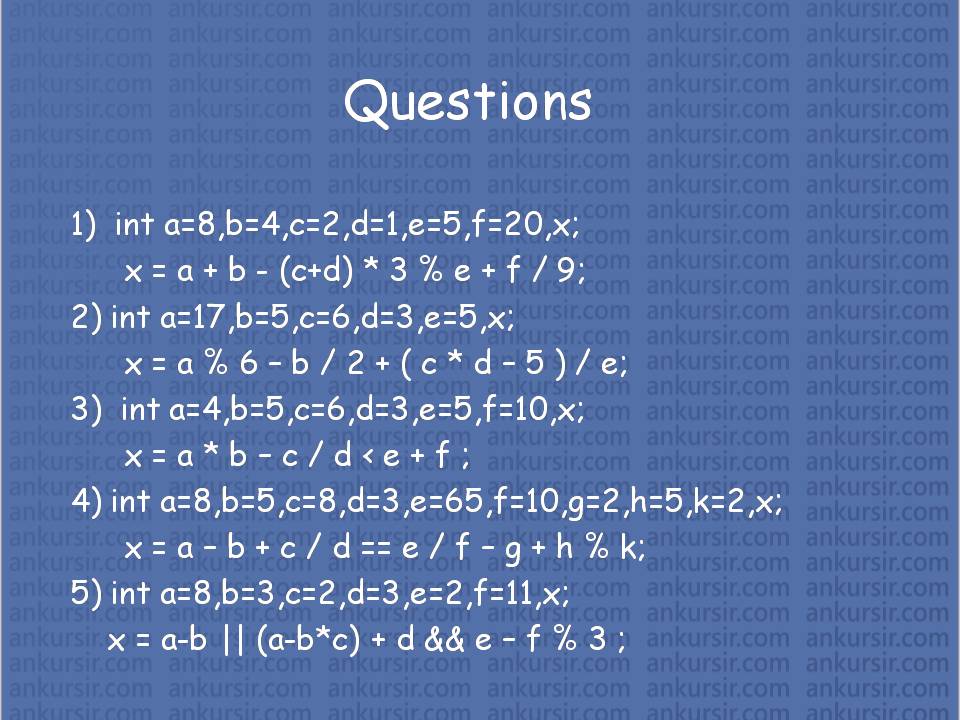 Questions
1) int a=8,b=4,c=2,d=1,e=5,f=20,x;
x = a + b - (c+d) * 3 % e + f / 9;
2) int a=17,b=5,c=6,d=3,e=5,x;
x = a % 6 – b / 2 + ( c * d – 5 ) / e;
3) int a=4,b=5,c=6,d=3,e=5,f=10,x;
x = a * b – c / d < e + f ;
4) int a=8,b=5,c=8,d=3,e=65,f=10,g=2,h=5,k=2,x;
x = a – b + c / d == e / f – g + h % k;
5) int a=8,b=3,c=2,d=3,e=2,f=11,x;
x = a-b || (a-b*c) + d && e – f % 3 ;
ankursir.com